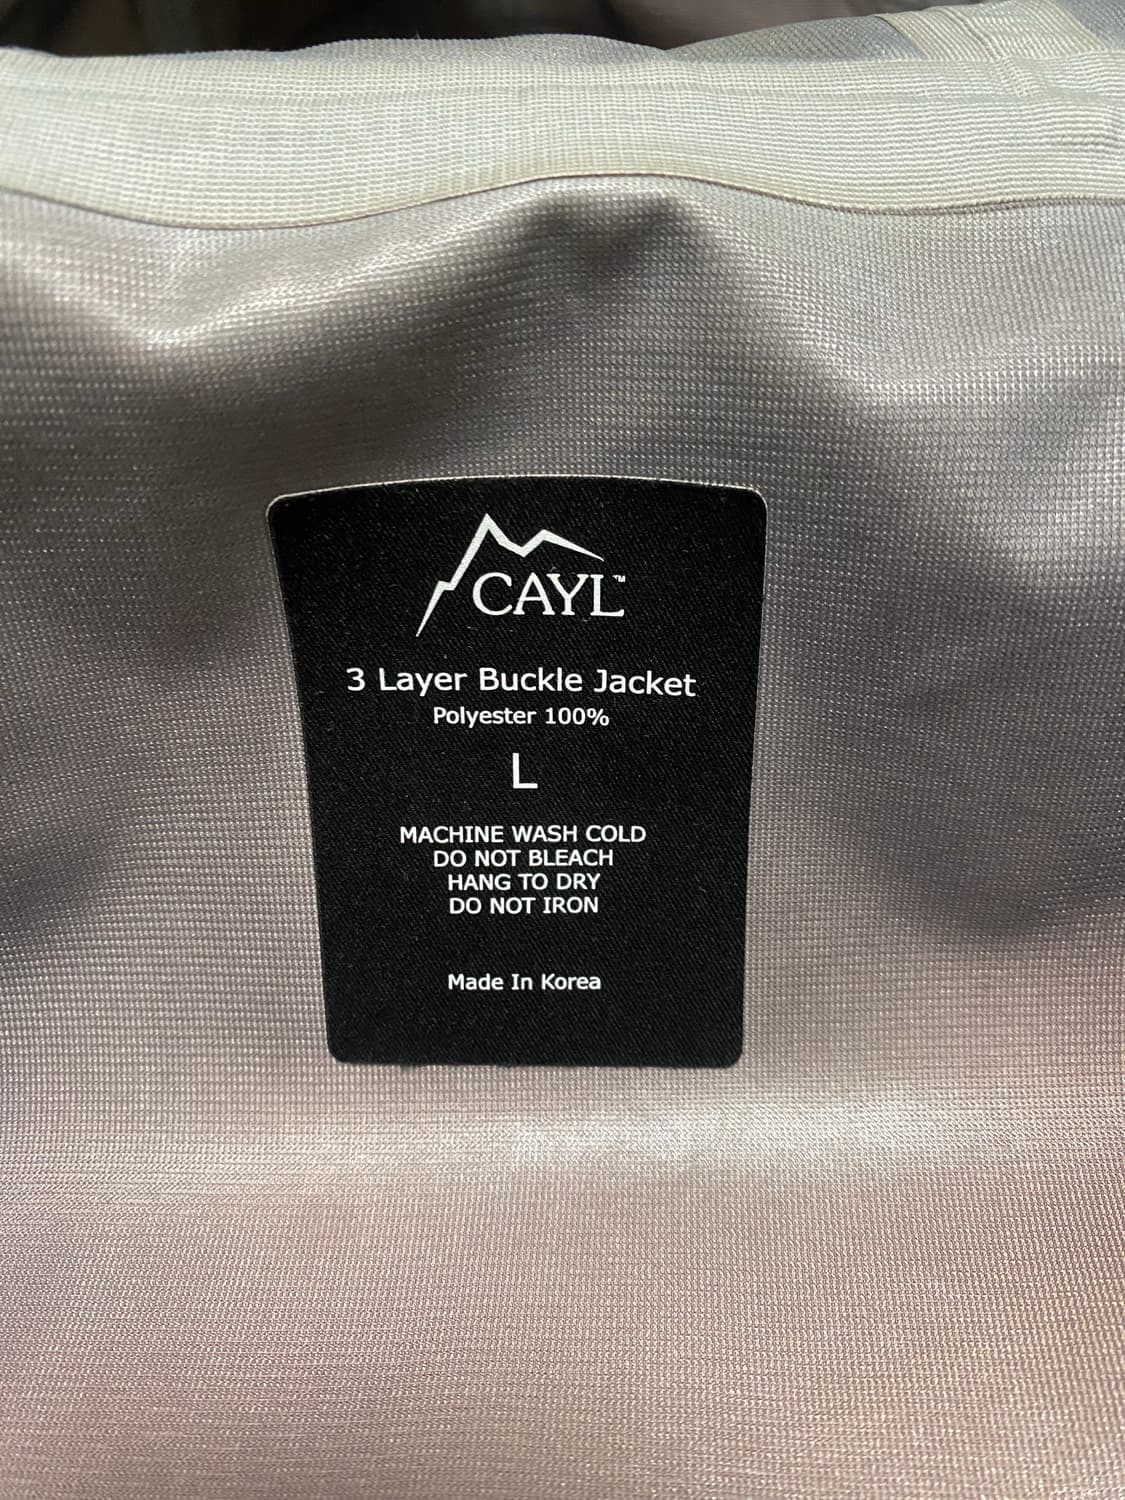 CAYL™
3 Layer Buckle Jacket
Polyester 100%
L
MACHINE WASH COLD
DO NOT BLEACH
HANG TO DRY
DO NOT IRON
Made In Korea